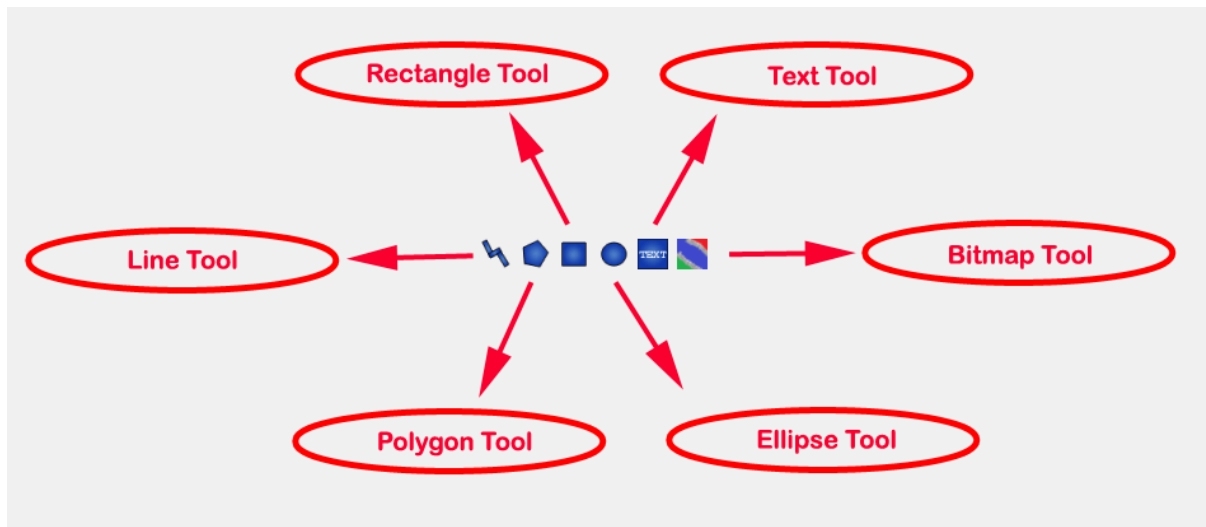 Rectangle Tool
Text Tool
Line Tool
TEXT
Bitmap Tool
Polygon Tool
Ellipse Tool